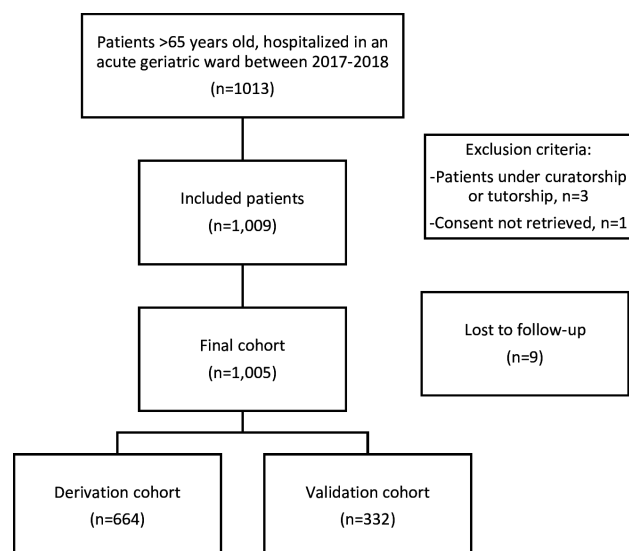 Patients >65 years old, hospitalized in an
acute geriatric ward between 2017-2018
(n=1013)
Exclusion criteria:
-Patients under curatorship
or tutorship, n=3
-Consent not retrieved, n=1
Included patients
(n=1,009)
Lost to follow-up
(n=9)
Final cohort
(n=1,005)
Derivation cohort
(n=664)
Validation cohort
(n=332)